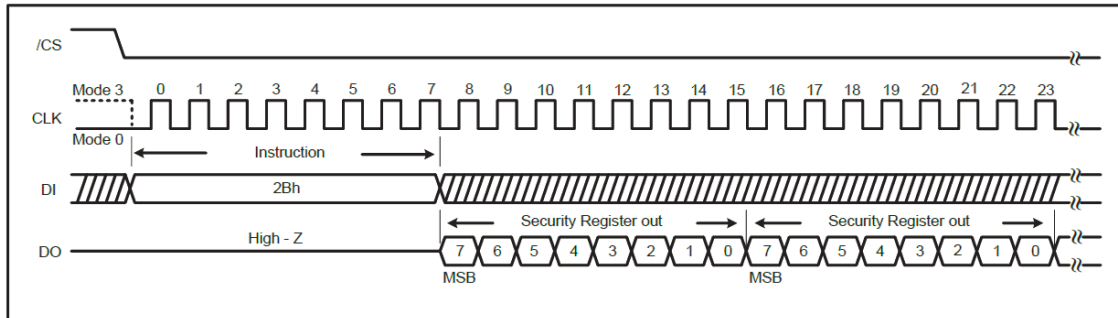 /CS
Mode 3 0 1 2 3 4 5 6 7 8 9 10 11 12 13 14 15 16 17 18 19 20 21 22 23
CLK
Mode 0
Instruction
DI 2Bh
Security Register out Security Register out
High - Z
DO 7 6 5 4 3 2 1 0 7 6 5 4 3 2 1 0
MSB MSB